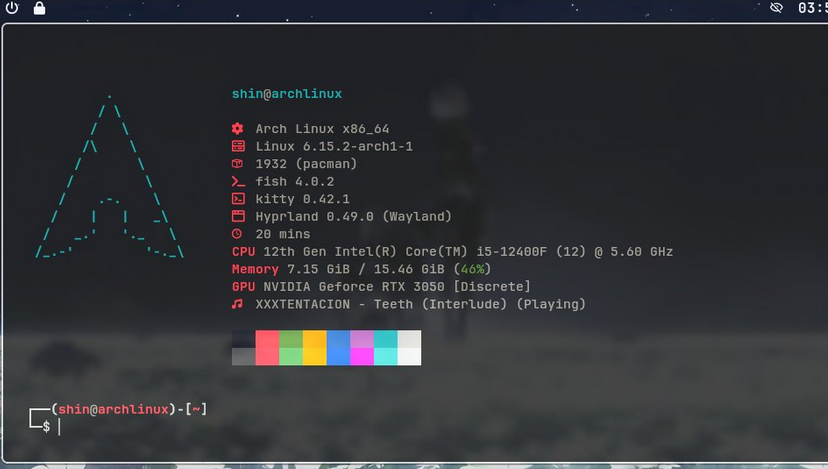 03:5
shin@archlinux
Arch Linux x86_64
Linux 6.15.2-arch1-1
1932 (pacman)
fish 4.0.2
kitty 0.42.1
Hyprland 0.49.0 (Wayland)
20 mins
CPU 12th Gen Intel(R) Core(TM) i5-12400F (12) @ 5.60 GHz
Memory 7.15 GiB / 15.46 GiB (46%)
GPU NVIDIA Geforce RTX 3050 [Discrete]
XXXTENTACION - Teeth (Interlude) (Playing)
(shin@archlinux)-[~]
$